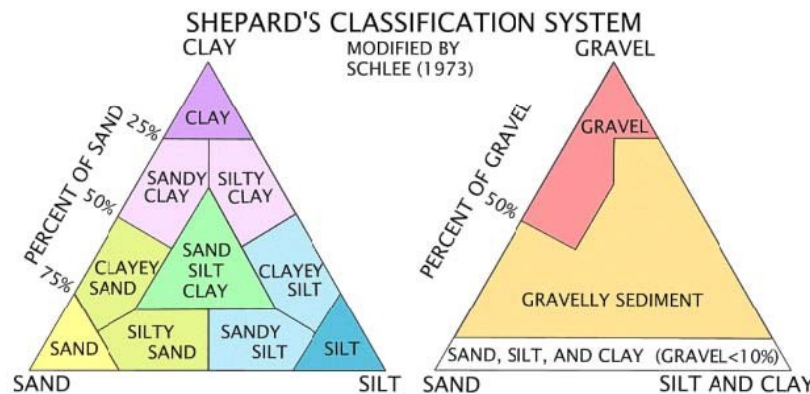 SHEPARD'S CLASSIFICATION SYSTEM
MODIFIED BY
SCHLEE (1973)
CLAY
PERCENT OF SAND
25%
50%
75%
CLAY
SANDY
CLAY
SILTY
CLAY
SAND
SILT
CLAY
CLAYEY
SAND
CLAYEY
SILT
SAND
SILTY
SAND
SANDY
SILT
SILT
SAND
SILT
GRAVEL
PERCENT OF GRAVEL
50%
GRAVEL
GRAVELLY SEDIMENT
SAND, SILT, AND CLAY (GRAVEL<10%)
SAND
SILT AND CLAY